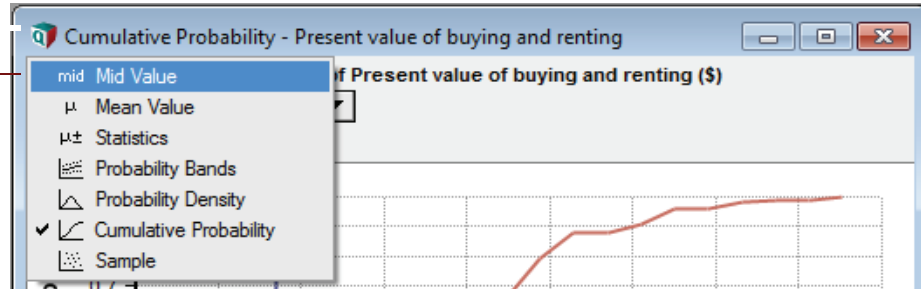 Cumulative Probability - Present value of buying and renting
mid Mid Value
of Present value of buying and renting ($)
μ Mean Value
μ± Statistics
Probability Bands
Probability Density
Cumulative Probability
Sample